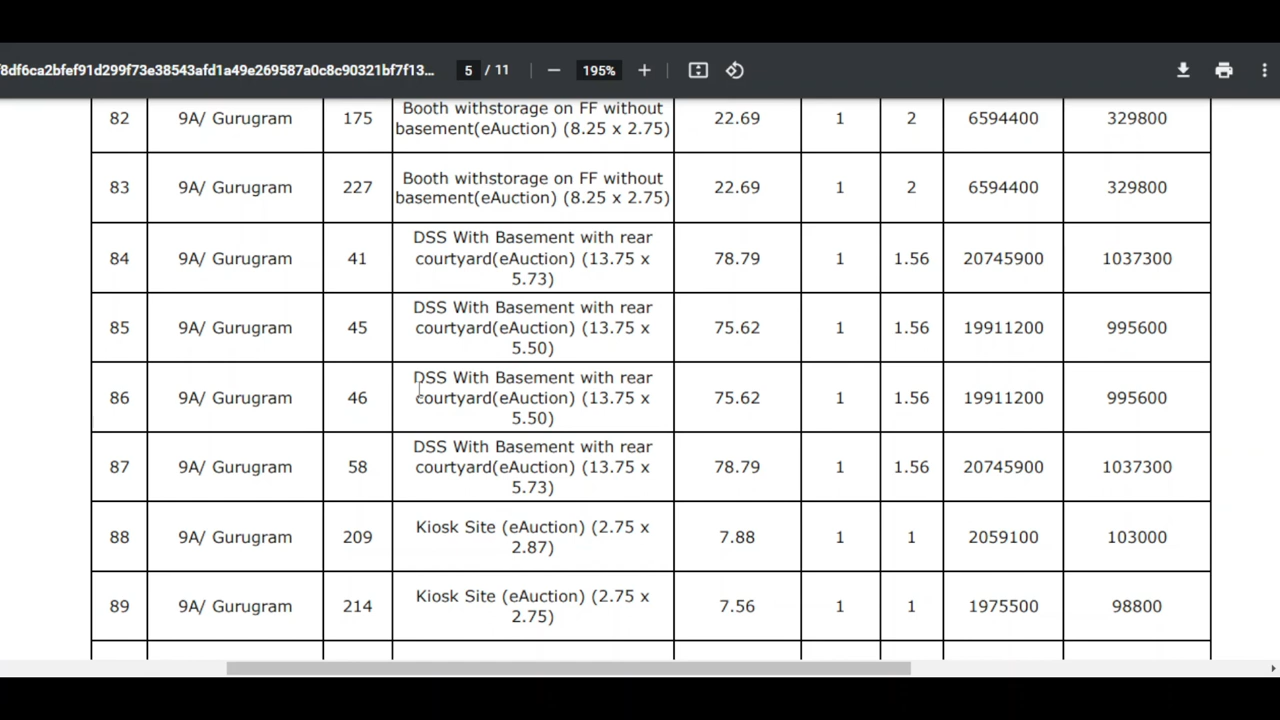 8df6ca2bfef91d299f73e38543afd1a49e269587a0c8c90321bf7f13... 5 / 11 195%
82 9A/ Gurugram 175 Booth withstorage on FF without basement(eAuction) (8.25 x 2.75) 22.69 1 2 6594400 329800
83 9A/ Gurugram 227 Booth withstorage on FF without basement(eAuction) (8.25 x 2.75) 22.69 1 2 6594400 329800
84 9A/ Gurugram 41 DSS With Basement with rear courtyard(eAuction) (13.75 x 5.73) 78.79 1 1.56 20745900 1037300
85 9A/ Gurugram 45 DSS With Basement with rear courtyard(eAuction) (13.75 x 5.50) 75.62 1 1.56 19911200 995600
86 9A/ Gurugram 46 DSS With Basement with rear courtyard(eAuction) (13.75 x 5.50) 75.62 1 1.56 19911200 995600
87 9A/ Gurugram 58 DSS With Basement with rear courtyard(eAuction) (13.75 x 5.73) 78.79 1 1.56 20745900 1037300
88 9A/ Gurugram 209 Kiosk Site (eAuction) (2.75 x 2.87) 7.88 1 1 2059100 103000
89 9A/ Gurugram 214 Kiosk Site (eAuction) (2.75 x 2.75) 7.56 1 1 1975500 98800